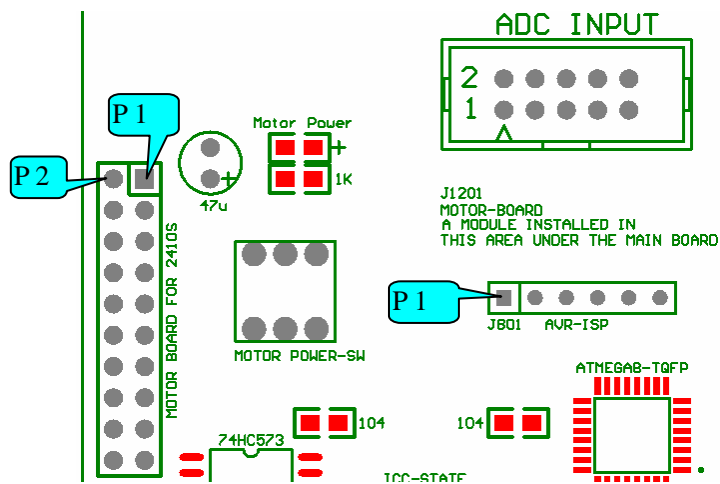 ADC INPUT
2
1
P 1
Motor Power
+
P 2
1K
+
47u
J1201
MOTOR-BOARD
A MODULE INSTALLED IN
THIS AREA UNDER THE MAIN BOARD
MOTOR BOARD FOR 2410S
P 1
J801 AVR-ISP
MOTOR POWER-SW
ATMEGA8-TQFP
104
104
74HC573
ICC-STATE